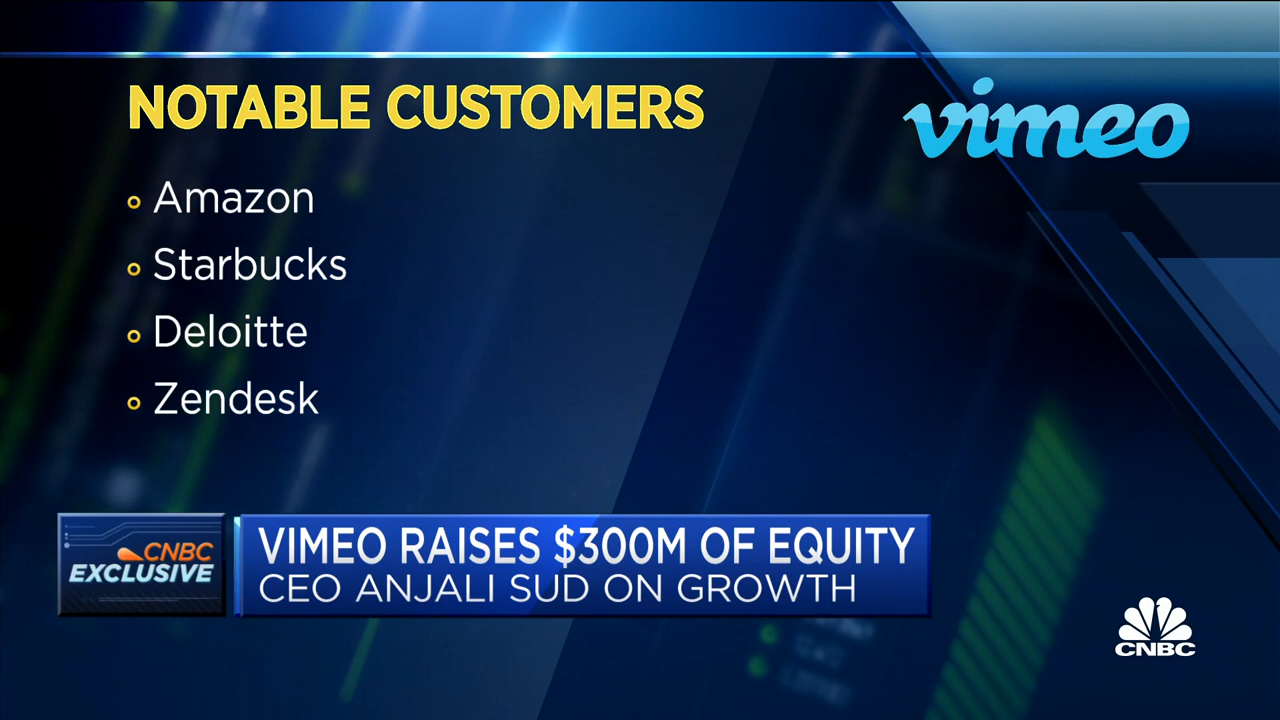 NOTABLE CUSTOMERS
vimeo
Amazon
Starbucks
Deloitte
Zendesk
CNBC
EXCLUSIVE
VIMEO RAISES $300M OF EQUITY
CEO ANJALI SUD ON GROWTH
CNBC